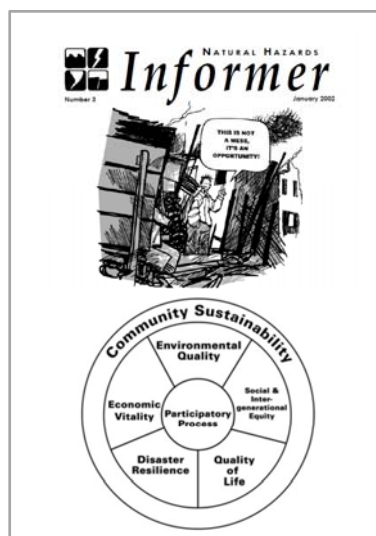 NATURAL HAZARDS
Informer
Number 3
January 2002
THIS IS NOT
A MESS,
IT'S AN
OPPORTUNITY!
Community Sustainability
Environmental
Quality
Social &
Inter-
generational
Equity
Economic
Vitality
Participatory
Process
Disaster
Resilience
Quality
of
Life